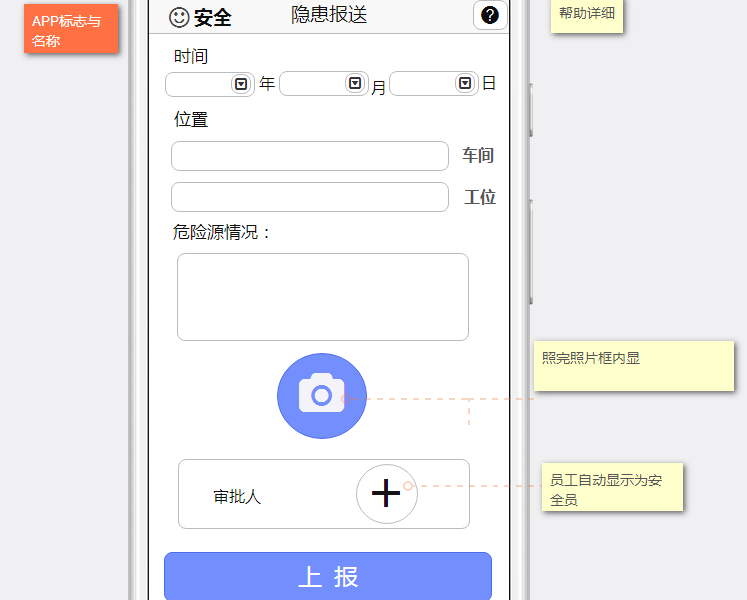 APP标志与
名称
安全
隐患报送
帮助详细
时间
年
月
日
位置
车间
工位
危险源情况：
照完照片框内显
审批人
员工自动显示为安
全员
上 报